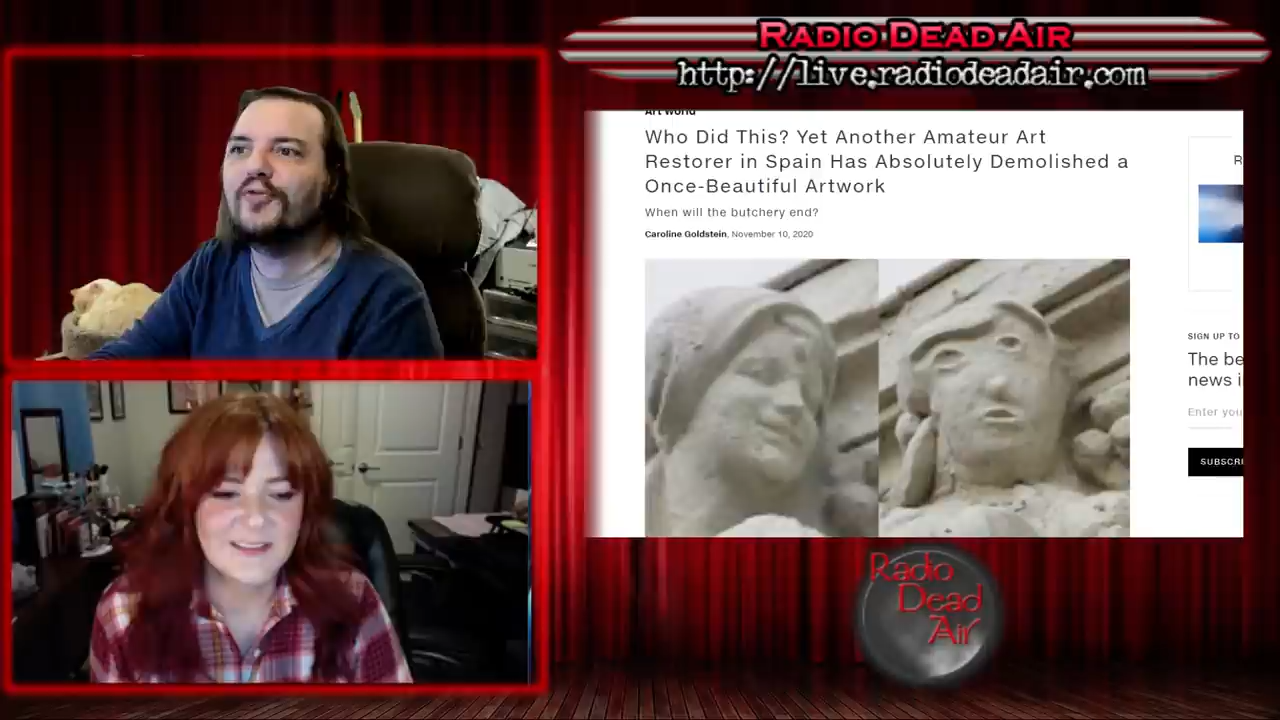 RADIO DEAD AIR
http://live.radiodeadair.com
Art World
Who Did This? Yet Another Amateur Art
Restorer in Spain Has Absolutely Demolished a
Once-Beautiful Artwork
When will the butchery end?
Caroline Goldstein, November 10, 2020
R
SIGN UP TO
The be
news i
Enter you
SUBSCRI
Radio
Dead
Air